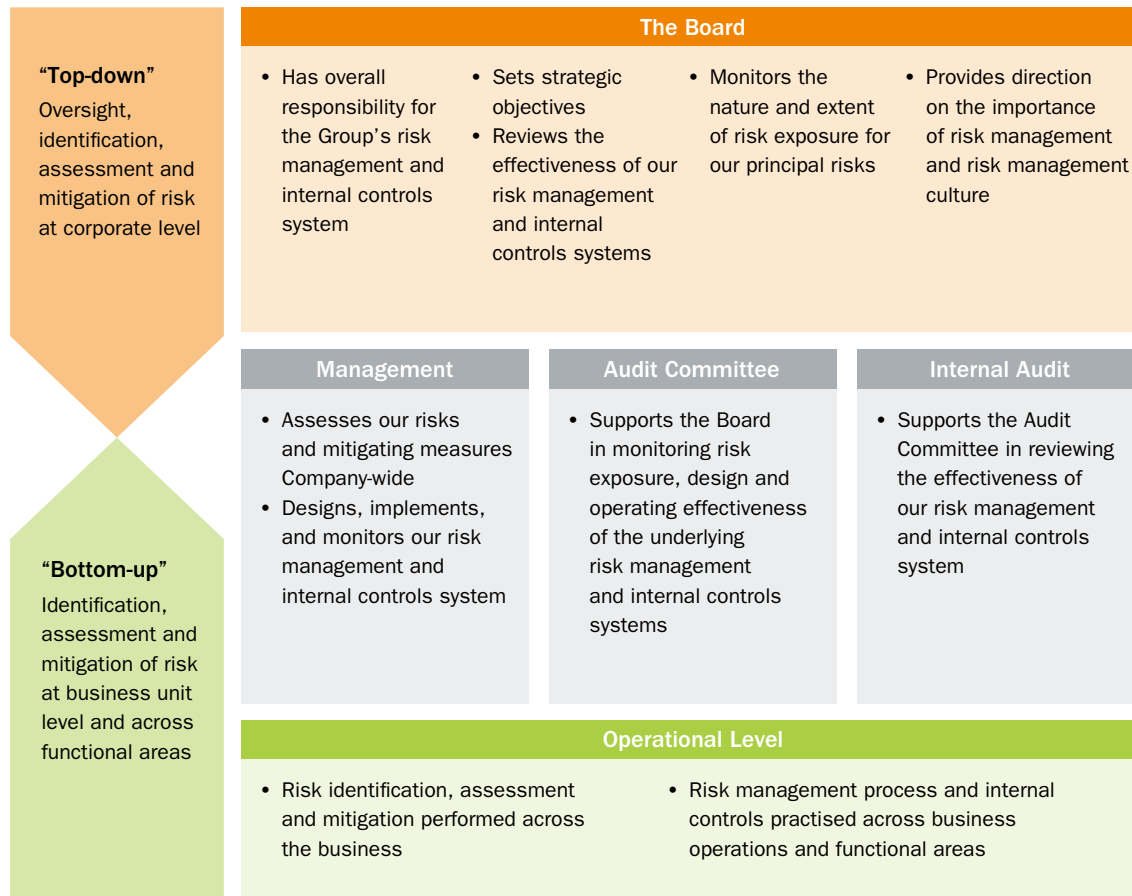 “Top-down”
Oversight,
identification,
assessment and
mitigation of risk
at corporate level
The Board
• Has overall
responsibility for
the Group’s risk
management and
internal controls
system
• Sets strategic
objectives
• Reviews the
effectiveness of our
risk management
and internal
controls systems
• Monitors the
nature and extent
of risk exposure for
our principal risks
• Provides direction
on the importance
of risk management
and risk management
culture
Management
• Assesses our risks
and mitigating measures
Company-wide
• Designs, implements,
and monitors our risk
management and
internal controls system
Audit Committee
• Supports the Board
in monitoring risk
exposure, design and
operating effectiveness
of the underlying
risk management
and internal controls
systems
Internal Audit
• Supports the Audit
Committee in reviewing
the effectiveness of
our risk management
and internal controls
system
“Bottom-up”
Identification,
assessment and
mitigation of risk
at business unit
level and across
functional areas
Operational Level
• Risk identification, assessment
and mitigation performed across
the business
• Risk management process and internal
controls practised across business
operations and functional areas